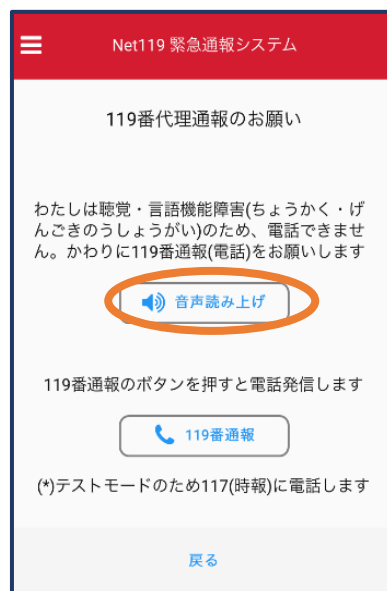 Net119 緊急通報システム
119番代理通報のお願い
わたしは聴覚・言語機能障害(ちょうかく・げ
んごきのうしょうがい)のため、電話できませ
ん。かわりに119番通報(電話)をお願いします
音声読み上げ
119番通報のボタンを押すと電話発信します
119番通報
(*)テストモードのため117(時報)に電話します
戻る